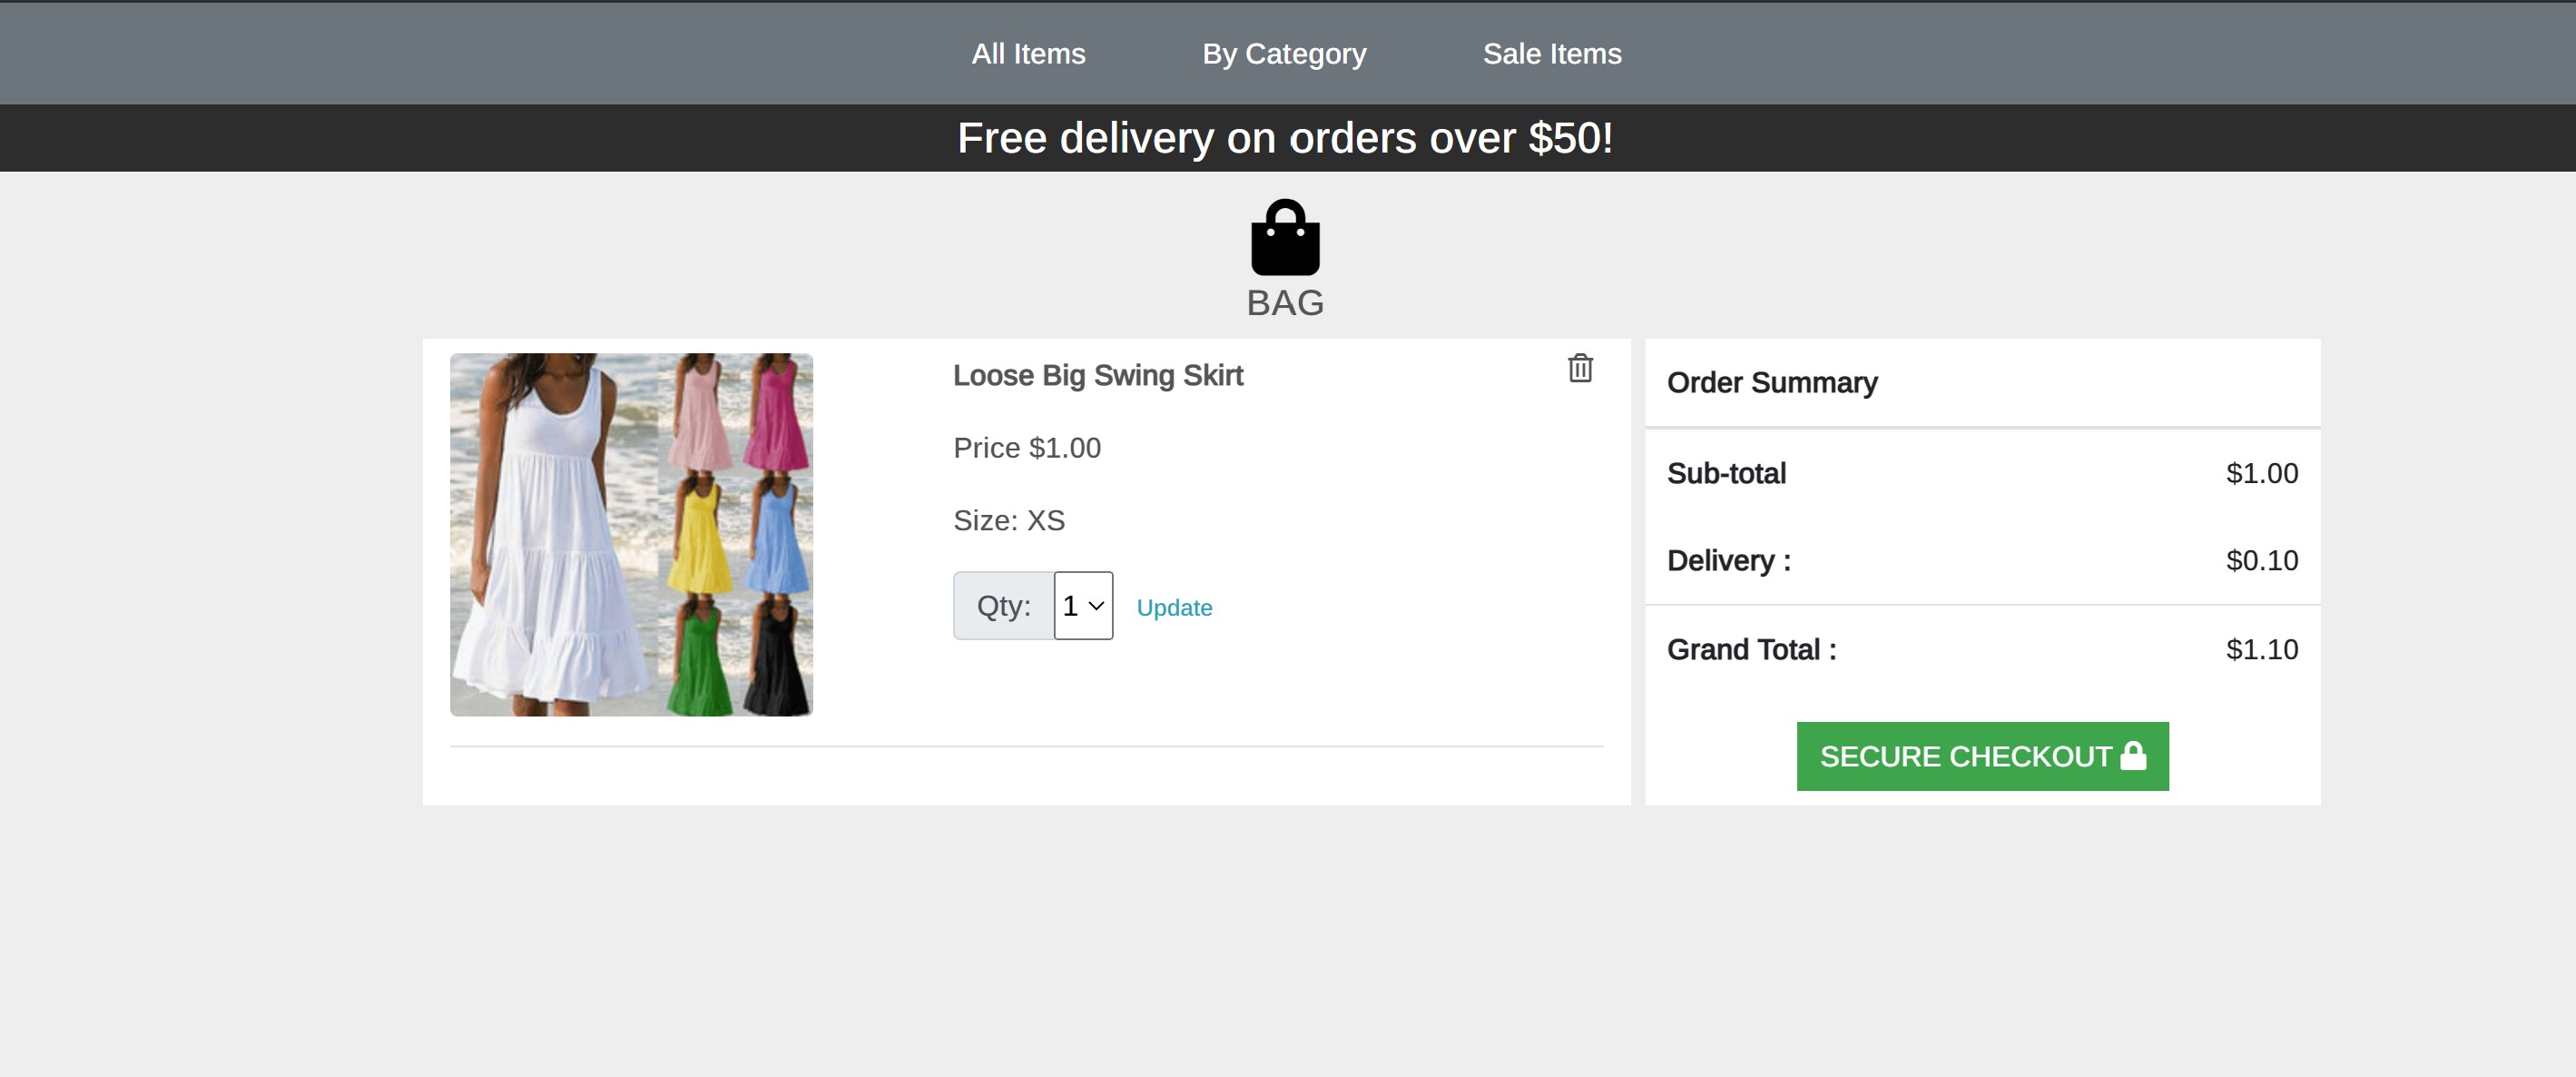 All Items By Category Sale Items
Free delivery on orders over $50!
BAG
Loose Big Swing Skirt
Price $1.00
Size: XS
Qty: 1 Update
Order Summary
Sub-total $1.00
Delivery : $0.10
Grand Total : $1.10
SECURE CHECKOUT